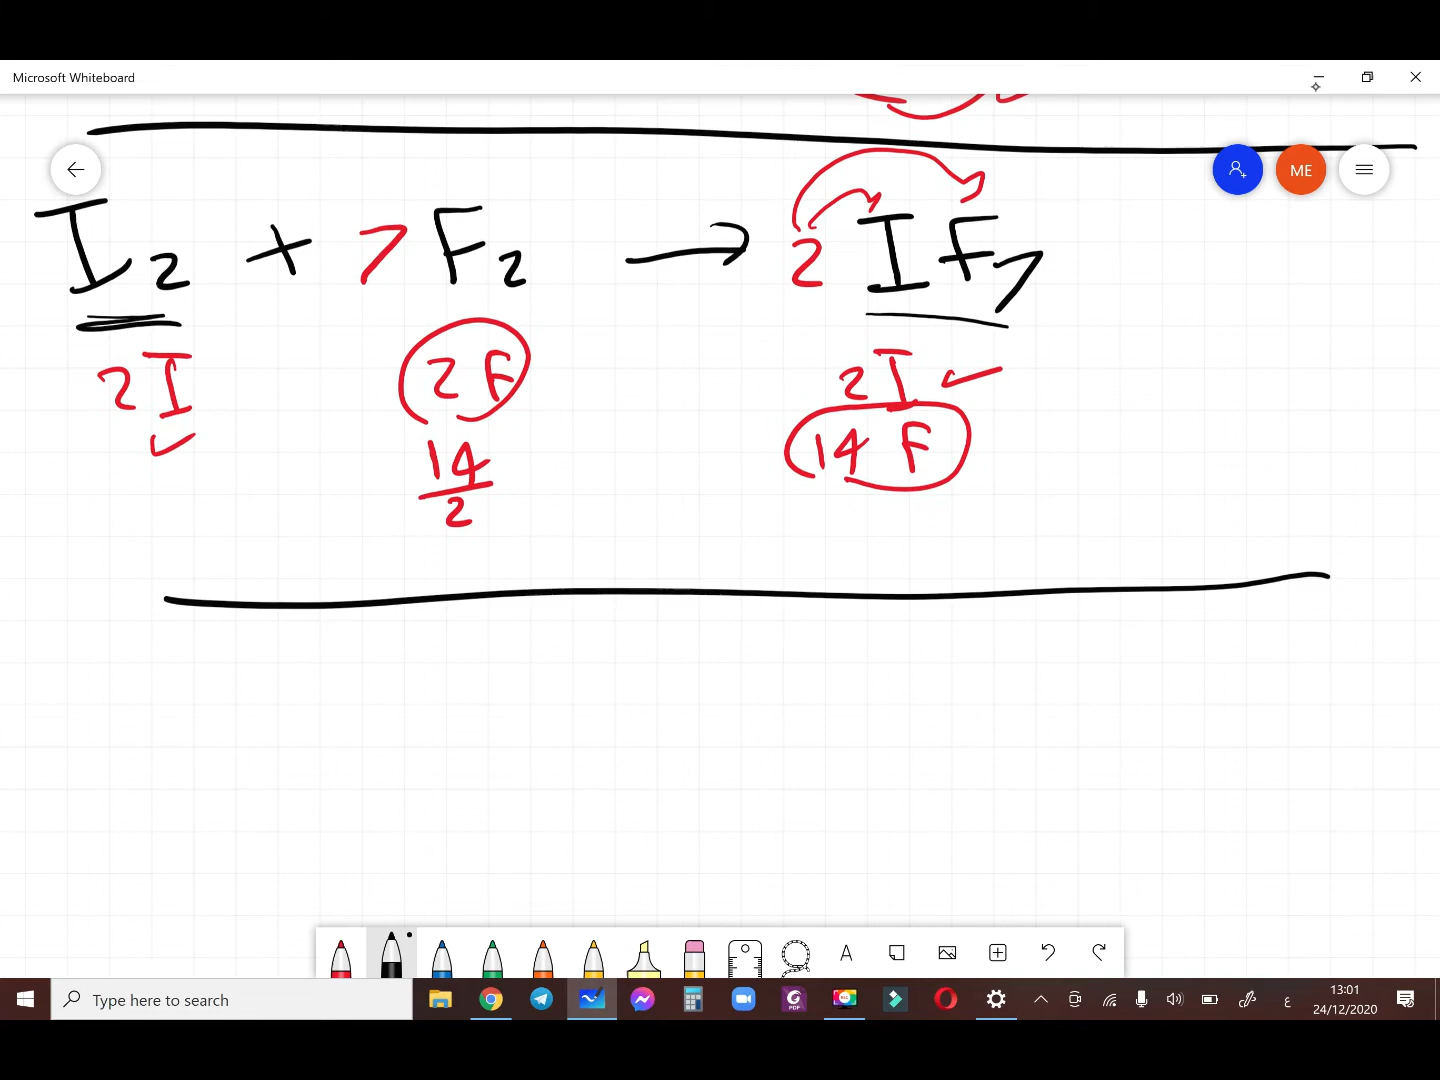 Microsoft Whiteboard
ME
I2 + 7 F2 → 2 IF7
2 I ✓
2 F
14
2
2 I ✓
14 F
A
Type here to search
PDF
ع
13:01
24/12/2020